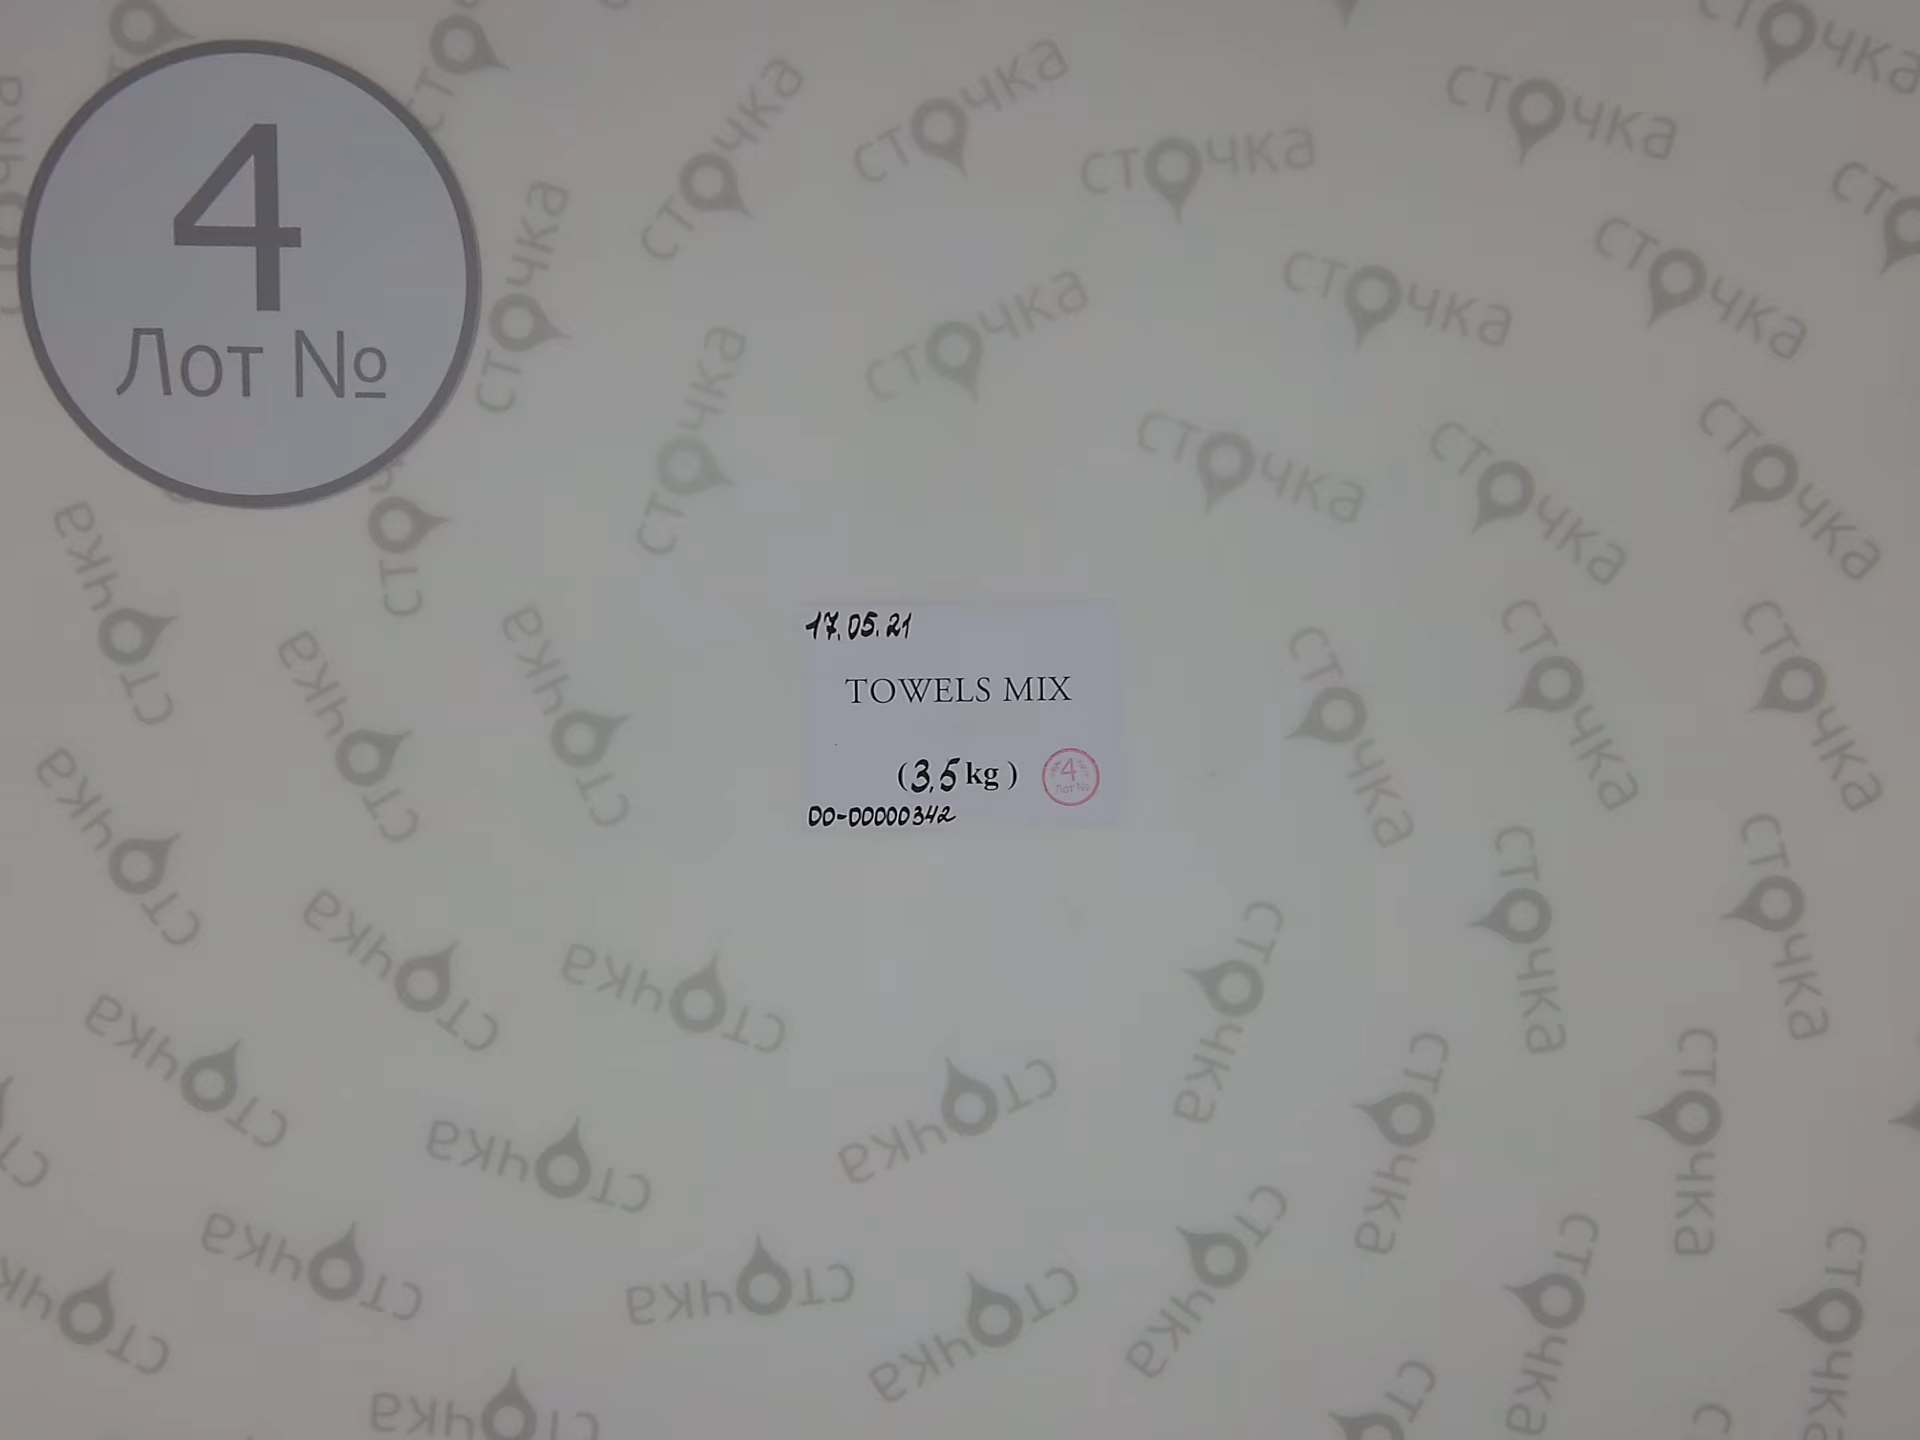 4
Лот №
17.05.21
TOWELS MIX
(3,5 kg)
4
Лот №
00-00000342
сточка